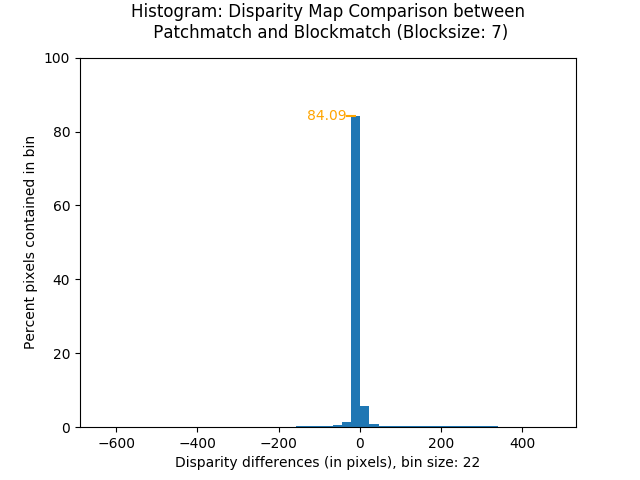 Histogram: Disparity Map Comparison between
Patchmatch and Blockmatch (Blocksize: 7)
100
84.09
80
60
40
20
0
Percent pixels contained in bin
−600 −400 −200 0 200 400
Disparity differences (in pixels), bin size: 22